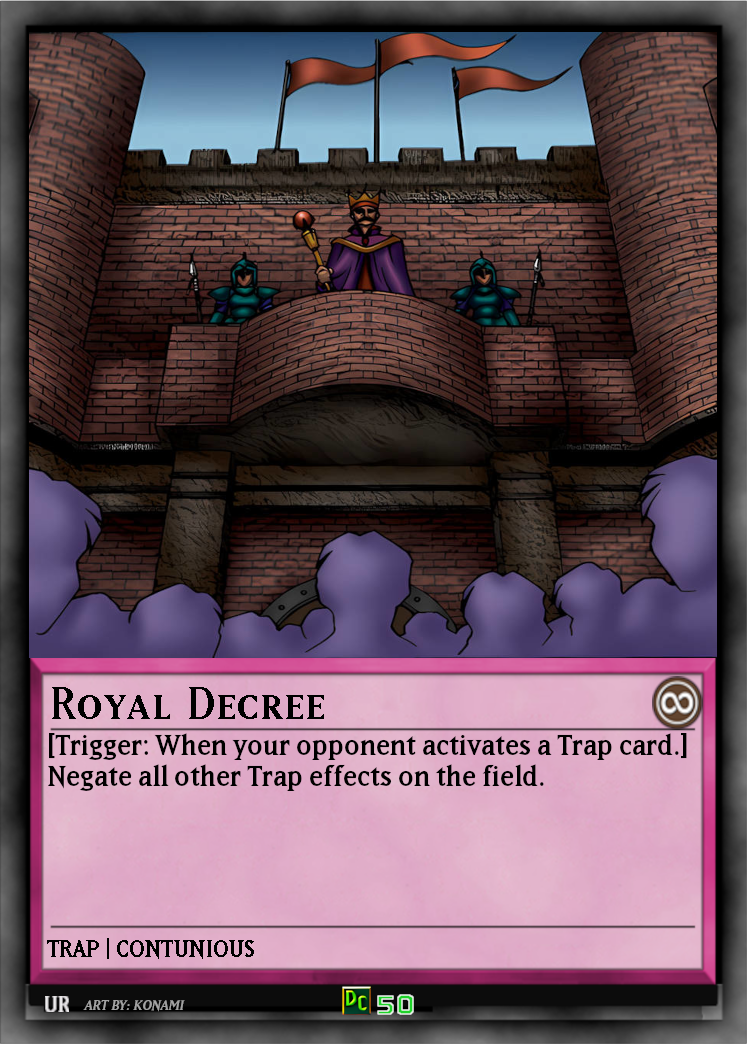 ROYAL DECREE
[Trigger: When your opponent activates a Trap card.]
Negate all other Trap effects on the field.
TRAP | CONTUNIOUS
UR ART BY: KONAMI DC 50